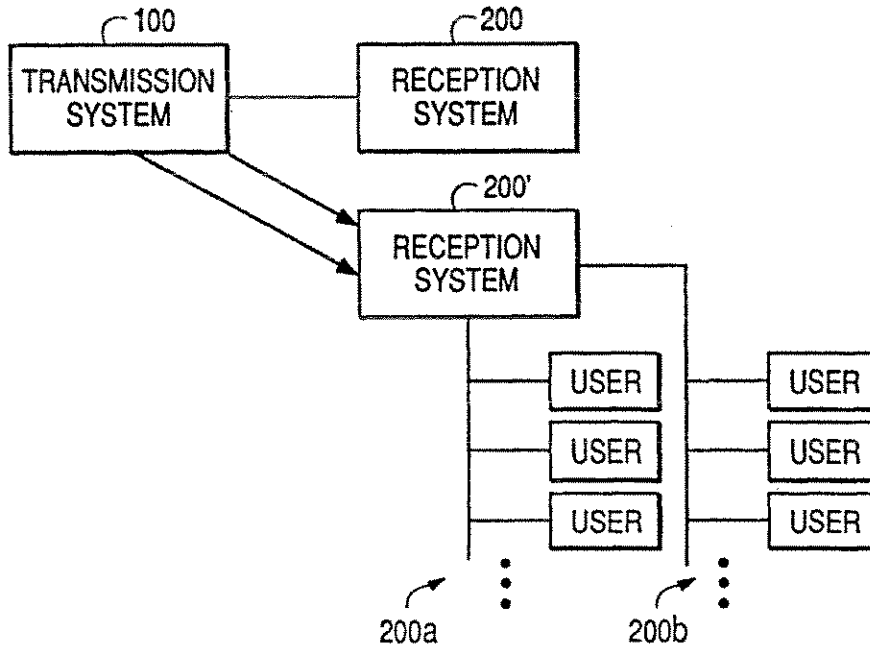 100
TRANSMISSION
SYSTEM
200
RECEPTION
SYSTEM
200'
RECEPTION
SYSTEM
USER
USER
USER
USER
USER
USER
200a
200b